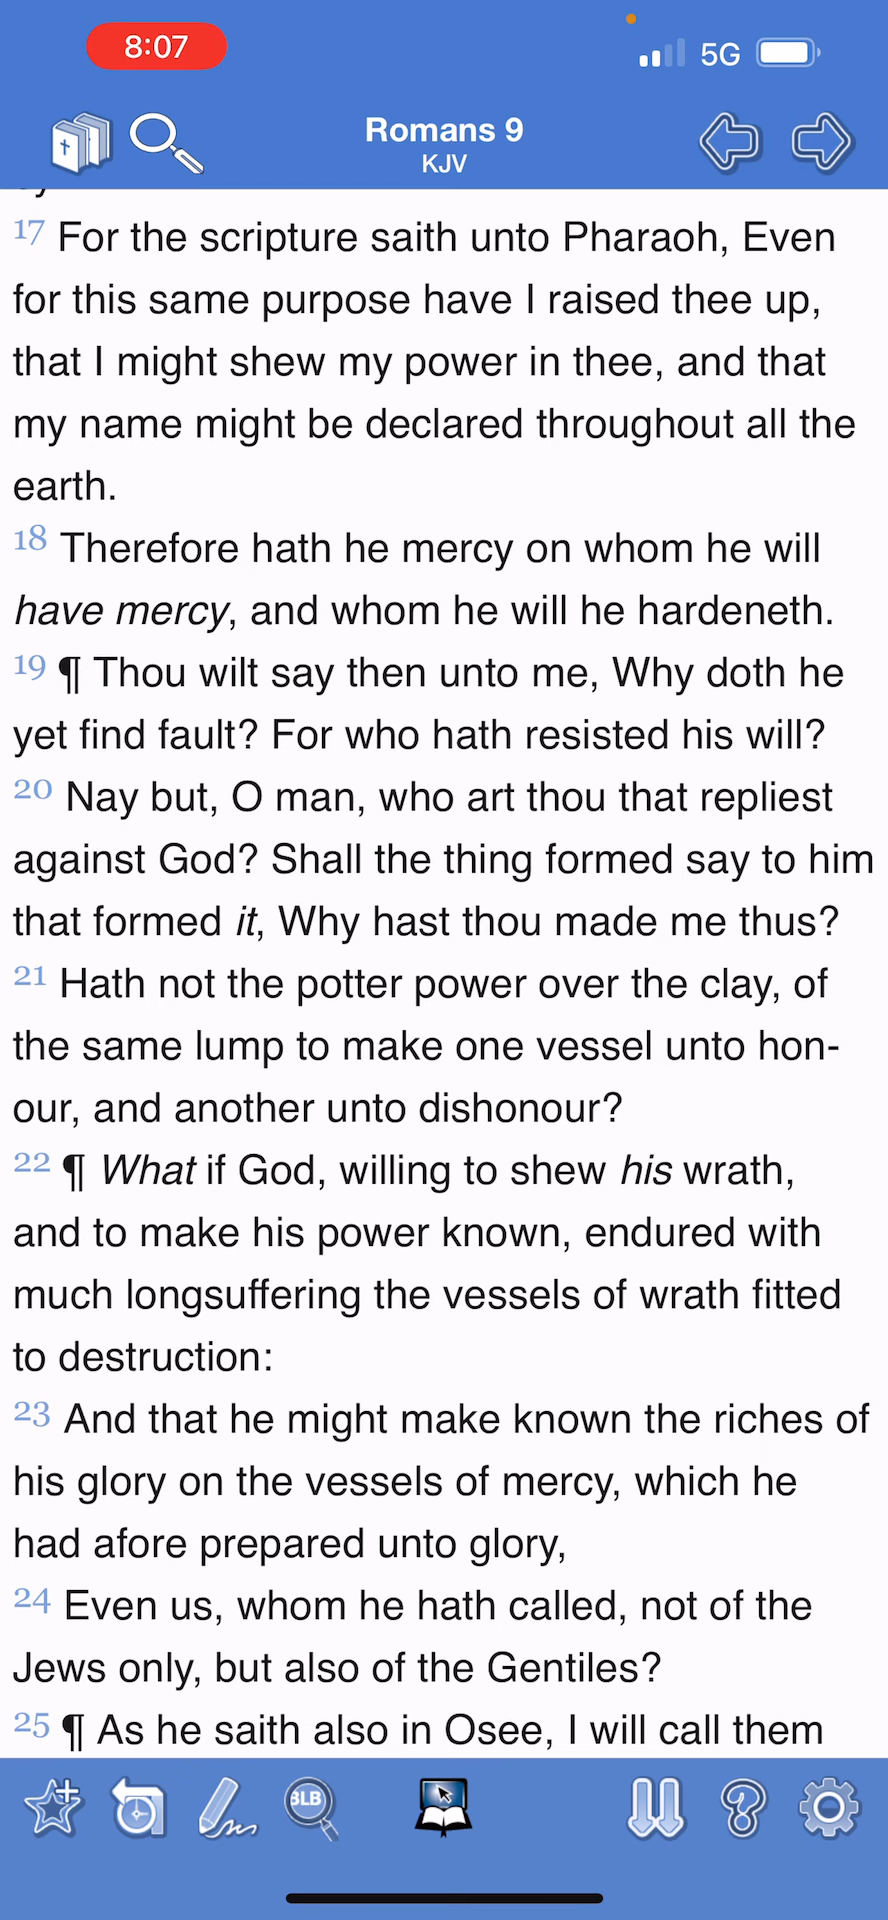 8:07
5G
Romans 9
KJV
17 For the scripture saith unto Pharaoh, Even
for this same purpose have I raised thee up,
that I might shew my power in thee, and that
my name might be declared throughout all the
earth.
18 Therefore hath he mercy on whom he will
have mercy, and whom he will he hardeneth.
19 ¶ Thou wilt say then unto me, Why doth he
yet find fault? For who hath resisted his will?
20 Nay but, O man, who art thou that repliest
against God? Shall the thing formed say to him
that formed it, Why hast thou made me thus?
21 Hath not the potter power over the clay, of
the same lump to make one vessel unto hon-
our, and another unto dishonour?
22 ¶ What if God, willing to shew his wrath,
and to make his power known, endured with
much longsuffering the vessels of wrath fitted
to destruction:
23 And that he might make known the riches of
his glory on the vessels of mercy, which he
had afore prepared unto glory,
24 Even us, whom he hath called, not of the
Jews only, but also of the Gentiles?
25 ¶ As he saith also in Osee, I will call them
BLB